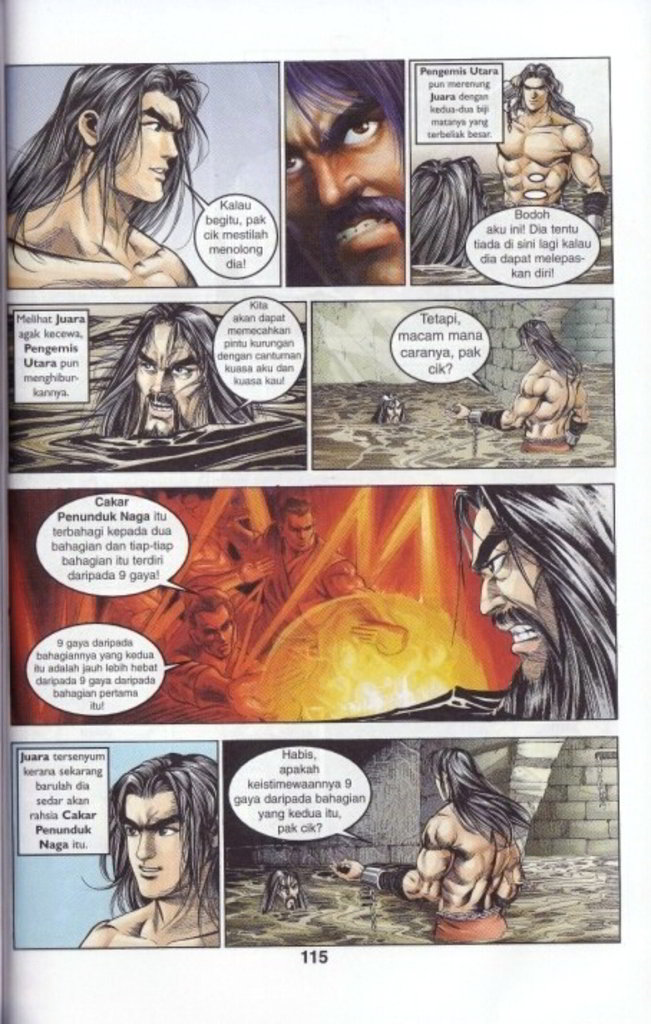 Kalau
begitu, pak
cik mestilah
menolong
dia!
Pengemis Utara
pun merenung
Juara dengan
kedua-dua biji
matanya yang
terbeliak besar.
Bodoh
aku ini! Dia tentu
tiada di sini lagi kalau
dia dapat melepas-
kan diri!
Melihat Juara
agak kecewa,
Pengemis
Utara pun
menghibur-
kannya.
Kita
akan dapat
memecahkan
pintu kurungan
dengan cantuman
kuasa aku dan
kuasa kau!
Tetapi,
macam mana
caranya, pak
cik?
Cakar
Penunduk Naga itu
terbahagi kepada dua
bahagian dan tiap-tiap
bahagian itu terdiri
daripada 9 gaya!
9 gaya daripada
bahagiannya yang kedua
itu adalah jauh lebih hebat
daripada 9 gaya daripada
bahagian pertama
itu!
Juara tersenyum
kerana sekarang
barulah dia
sedar akan
rahsia Cakar
Penunduk
Naga itu.
Habis,
apakah
keistimewaannya 9
gaya daripada bahagian
yang kedua itu,
pak cik?
115